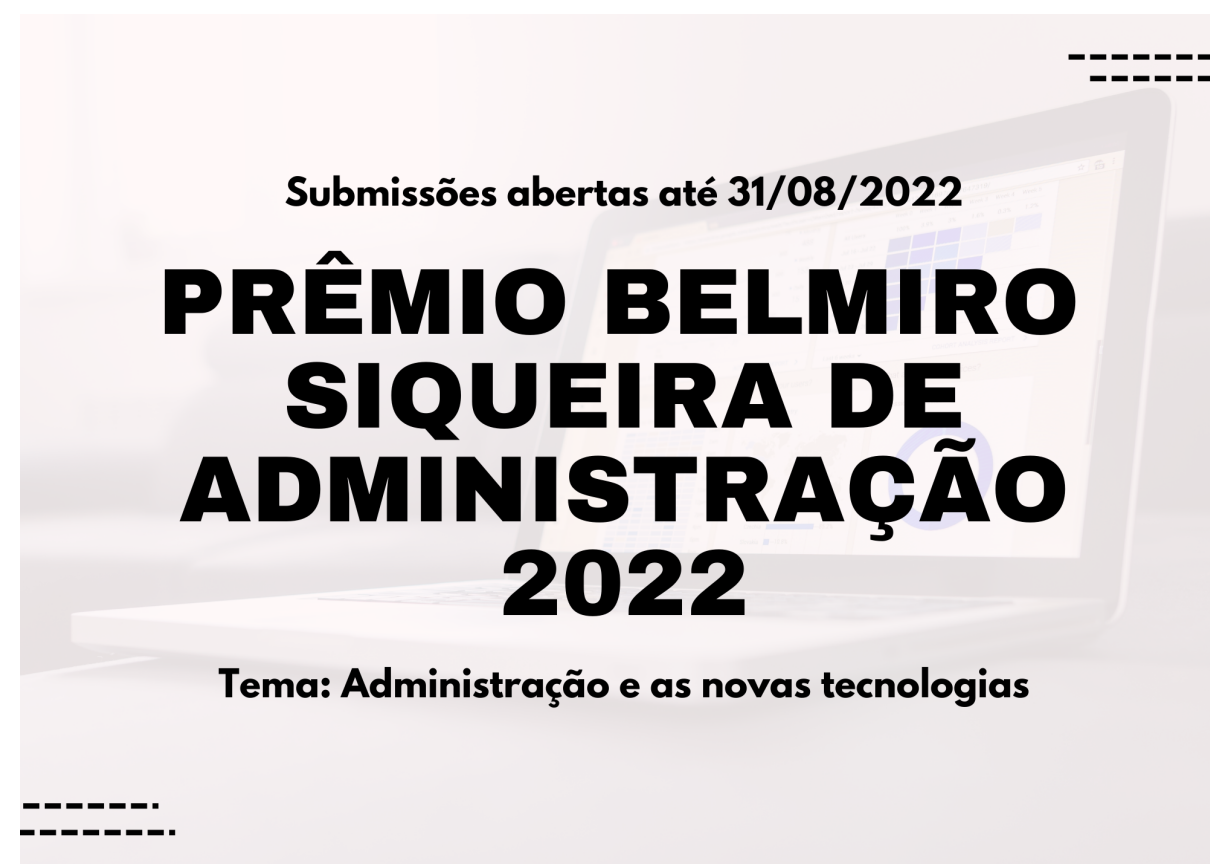 Submissões abertas até 31/08/2022
PRÊMIO BELMIRO
SIQUEIRA DE
ADMINISTRAÇÃO
2022
Tema: Administração e as novas tecnologias